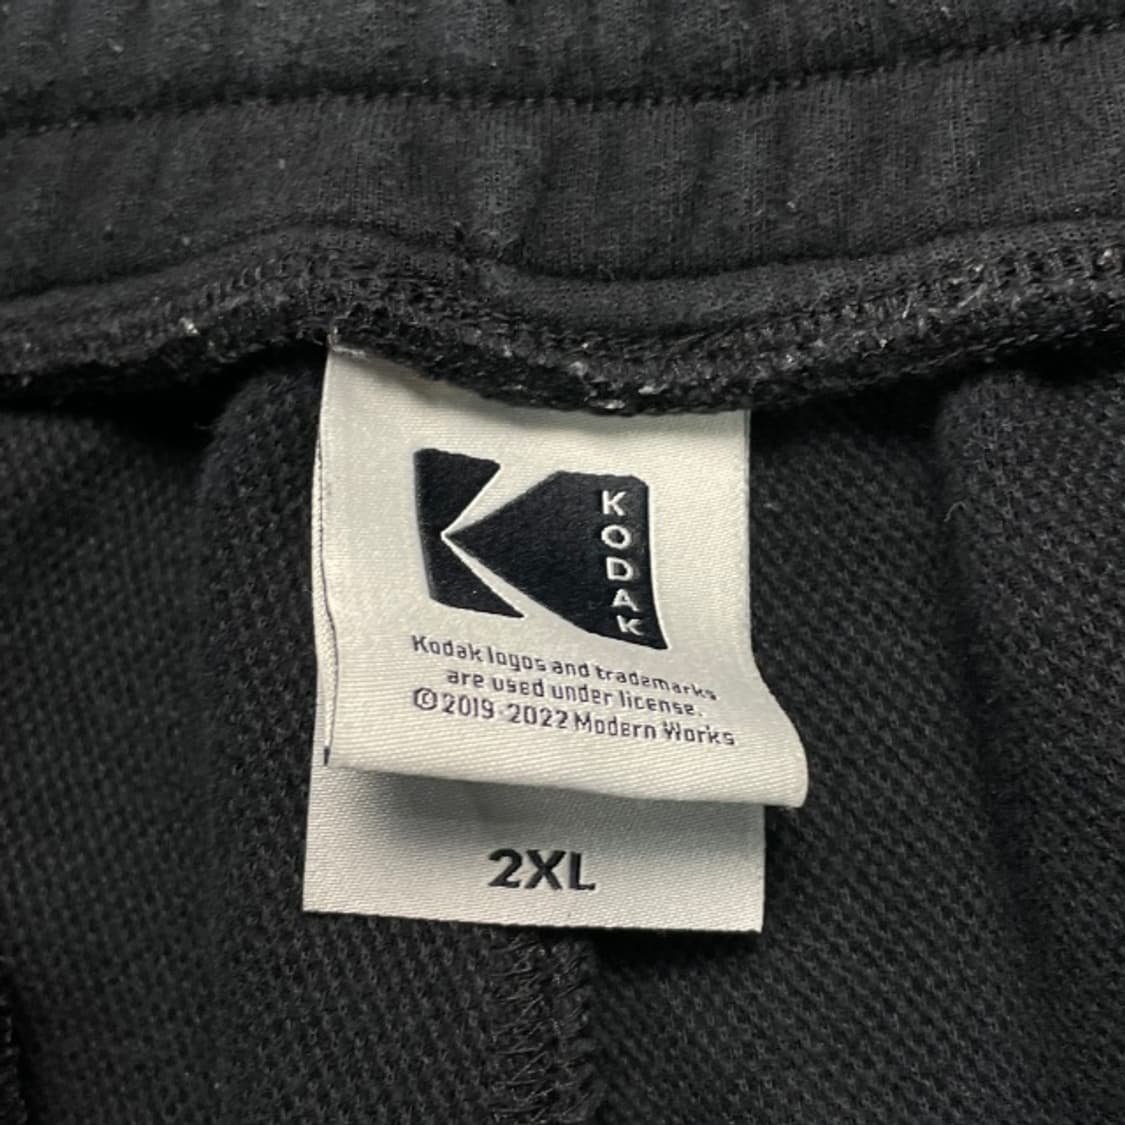 KODAK
Kodak logos and trademarks
are used under license.
©2019-2022 Modern Works
2XL